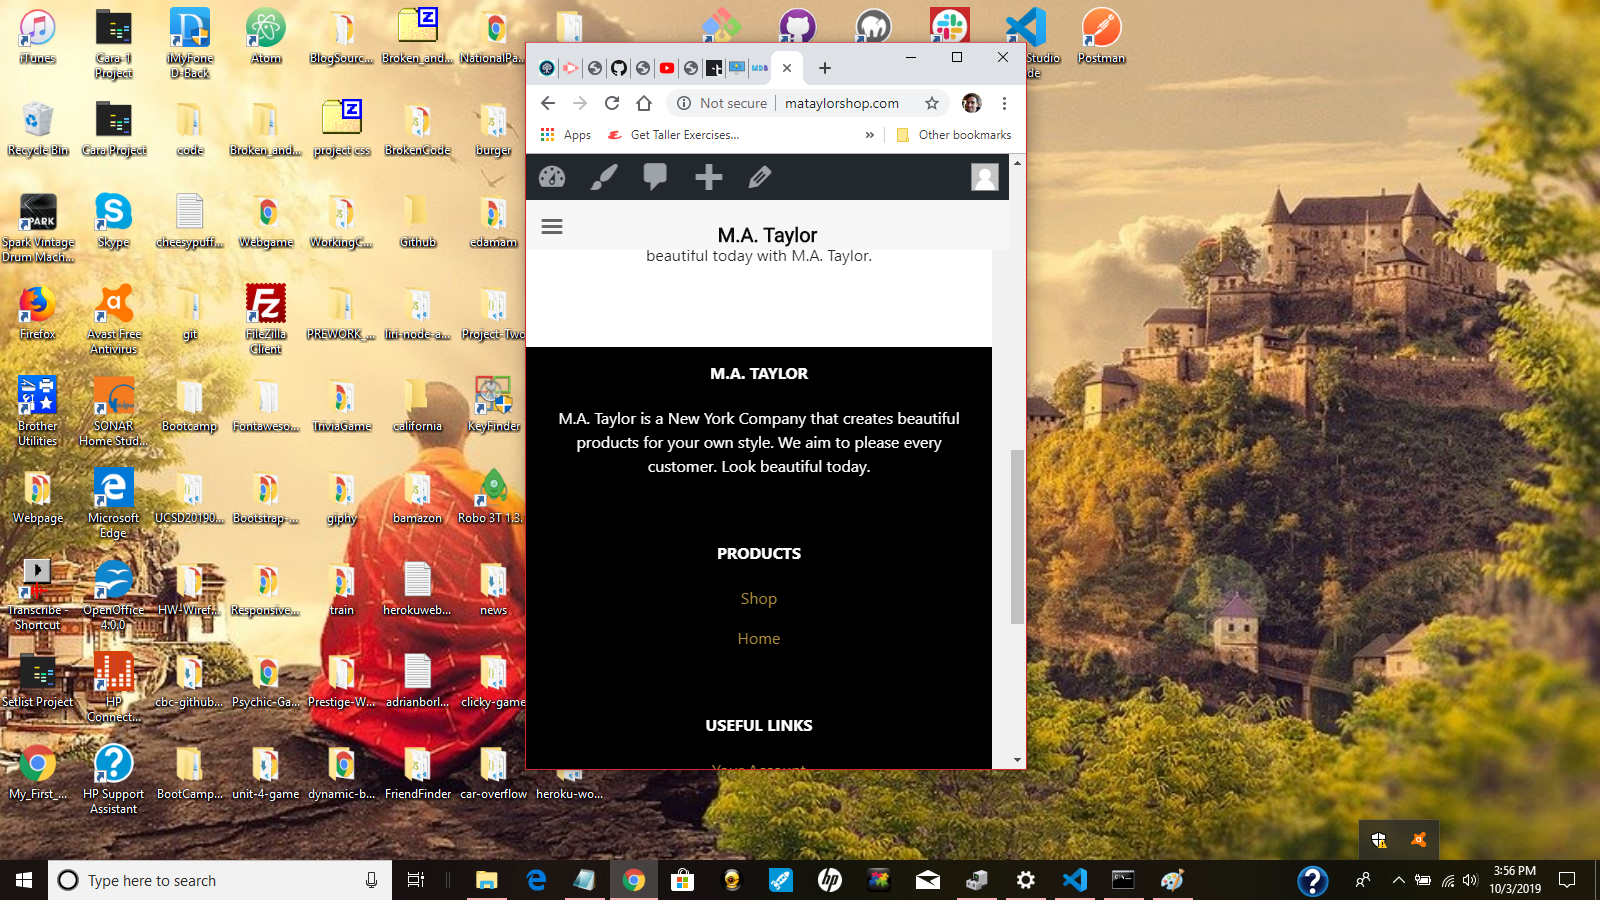 iTunes
Cara-1
Project
iMyFone
D-Back
Atom
BlogSourc...
Broken_and...
NationalPa...
Postman
Recycle Bin
Cara Project
code
Broken_and...
project css
BrokenCode
burger
Spark Vintage
Drum Mach...
Skype
cheesypuff...
Webgame
WorkingC...
Github
edamam
Firefox
Avast Free
Antivirus
git
FileZilla
Client
PREWORK_...
liri-node-a...
Project-Two
Brother
Utilities
SONAR
Home Stud...
Bootcamp
Fontaweso...
TriviaGame
california
KeyFinder
Webpage
Microsoft
Edge
UCSD20190...
Bootstrap-...
giphy
bamazon
Robo 3T 1.3.
Transcribe -
Shortcut
OpenOffice
4.0.0
HW-Wiref...
Responsive...
train
herokuweb...
news
Setlist Project
HP
Connect...
cbc-github...
Psychic-Ga...
Prestige-W...
adrianborl...
clicky-game
My_First_...
HP Support
Assistant
BootCamp...
unit-4-game
dynamic-b...
FriendFinder
car-overflow
heroku-wo...
Studio
de
MDB
Not secure
mataylorshop.com
Apps
Get Taller Exercises...
»
Other bookmarks
M.A. Taylor
beautiful today with M.A. Taylor.
M.A. TAYLOR
M.A. Taylor is a New York Company that creates beautiful
products for your own style. We aim to please every
customer. Look beautiful today.
PRODUCTS
Shop
Home
USEFUL LINKS
Your Account
Type here to search
3:56 PM
10/3/2019